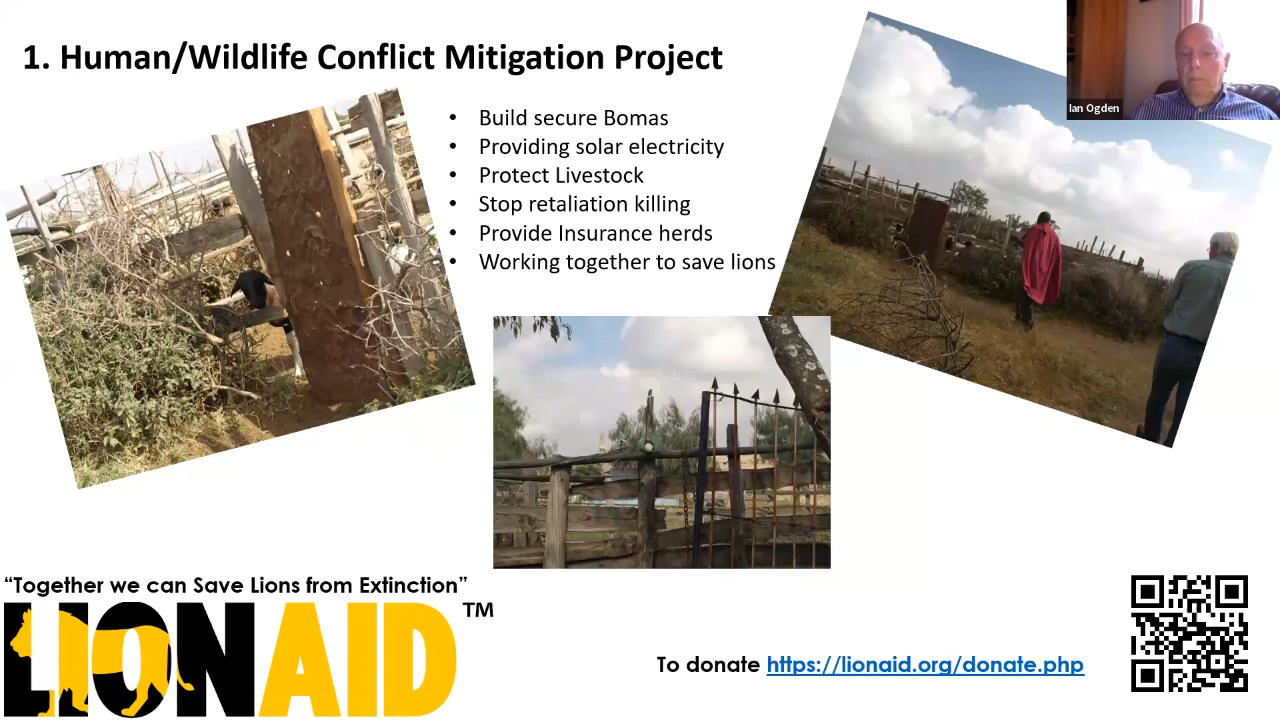 1. Human/Wildlife Conflict Mitigation Project
Ian Ogden
• Build secure Bomas
• Providing solar electricity
• Protect Livestock
• Stop retaliation killing
• Provide Insurance herds
• Working together to save lions
“Together we can Save Lions from Extinction”
LIONAID™
To donate https://lionaid.org/donate.php